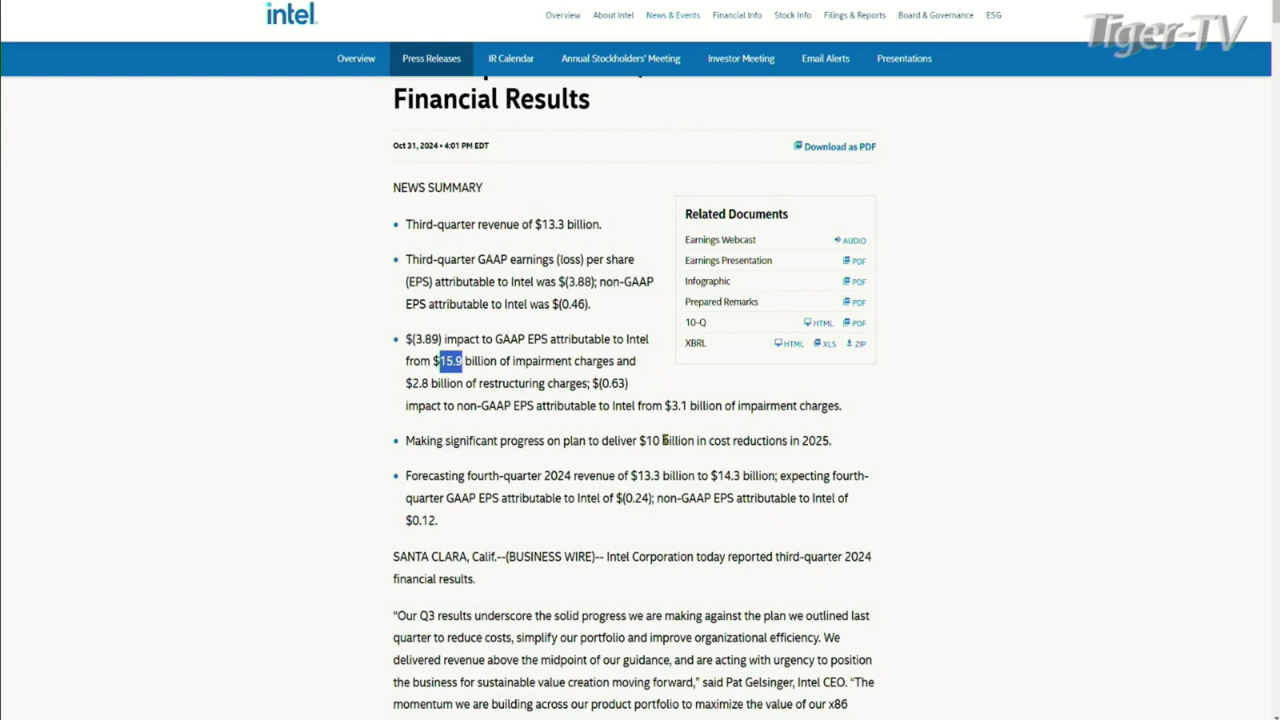 intel.
Overview About Intel News & Events Financial Info Stock Info Filings & Reports Board & Governance ESG
Tiger-TV
Overview Press Releases IR Calendar Annual Stockholders' Meeting Investor Meeting Email Alerts Presentations
Financial Results
Oct 31, 2024 • 4:01 PM EDT
Download as PDF
NEWS SUMMARY
• Third-quarter revenue of $13.3 billion.
• Third-quarter GAAP earnings (loss) per share
(EPS) attributable to Intel was $(3.88); non-GAAP
EPS attributable to Intel was $(0.46).
• $(3.89) impact to GAAP EPS attributable to Intel
from $15.9 billion of impairment charges and
$2.8 billion of restructuring charges; $(0.63)
impact to non-GAAP EPS attributable to Intel from $3.1 billion of impairment charges.
Related Documents
Earnings Webcast AUDIO
Earnings Presentation PDF
Infographic PDF
Prepared Remarks PDF
10-Q HTML PDF
XBRL HTML XLS ZIP
• Making significant progress on plan to deliver $10 billion in cost reductions in 2025.
• Forecasting fourth-quarter 2024 revenue of $13.3 billion to $14.3 billion; expecting fourth-
quarter GAAP EPS attributable to Intel of $(0.24); non-GAAP EPS attributable to Intel of
$0.12.
SANTA CLARA, Calif.--(BUSINESS WIRE)-- Intel Corporation today reported third-quarter 2024
financial results.
“Our Q3 results underscore the solid progress we are making against the plan we outlined last
quarter to reduce costs, simplify our portfolio and improve organizational efficiency. We
delivered revenue above the midpoint of our guidance, and are acting with urgency to position
the business for sustainable value creation moving forward,” said Pat Gelsinger, Intel CEO. “The
momentum we are building across our product portfolio to maximize the value of our x86